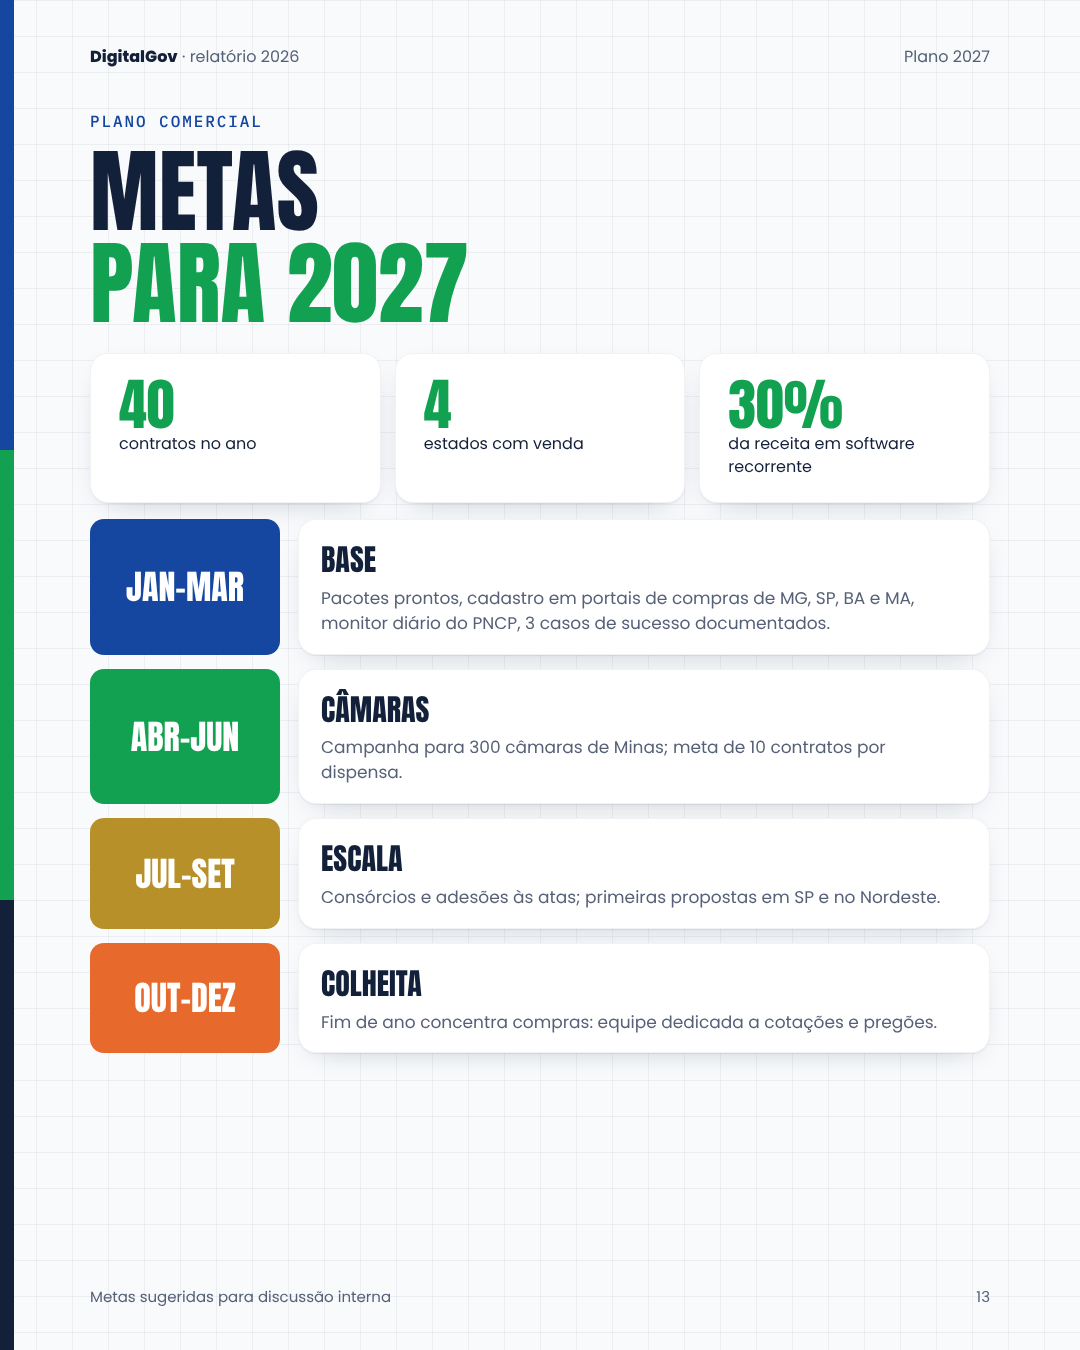 DigitalGov · relatório 2026
Plano 2027
PLANO COMERCIAL
METAS
PARA 2027
40
contratos no ano
4
estados com venda
30%
da receita em software
recorrente
JAN-MAR
BASE
Pacotes prontos, cadastro em portais de compras de MG, SP, BA e MA,
monitor diário do PNCP, 3 casos de sucesso documentados.
ABR-JUN
CÂMARAS
Campanha para 300 câmaras de Minas; meta de 10 contratos por
dispensa.
JUL-SET
ESCALA
Consórcios e adesões às atas; primeiras propostas em SP e no Nordeste.
OUT-DEZ
COLHEITA
Fim de ano concentra compras: equipe dedicada a cotações e pregões.
Metas sugeridas para discussão interna
13